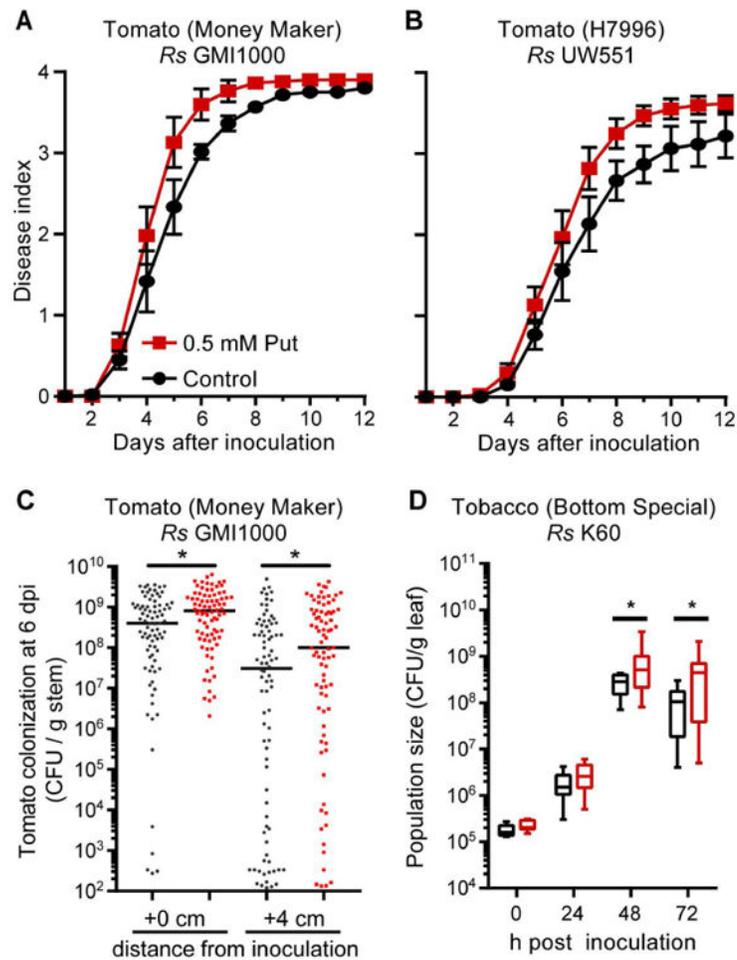 A
Tomato (Money Maker)
Rs GMI1000
Disease index
4
3
2
1
0
0.5 mM Put
Control
2 4 6 8 10 12
Days after inoculation
B
Tomato (H7996)
Rs UW551
2 4 6 8 10 12
Days after inoculation
C
Tomato (Money Maker)
Rs GMI1000
Tomato colonization at 6 dpi
(CFU / g stem)
10¹⁰
10⁹
10⁸
10⁷
10⁶
10⁵
10⁴
10³
10²
* *
+0 cm +4 cm
distance from inoculation
D
Tobacco (Bottom Special)
Rs K60
Population size (CFU/g leaf)
10¹¹
10¹⁰
10⁹
10⁸
10⁷
10⁶
10⁵
10⁴
* *
0 24 48 72
h post inoculation